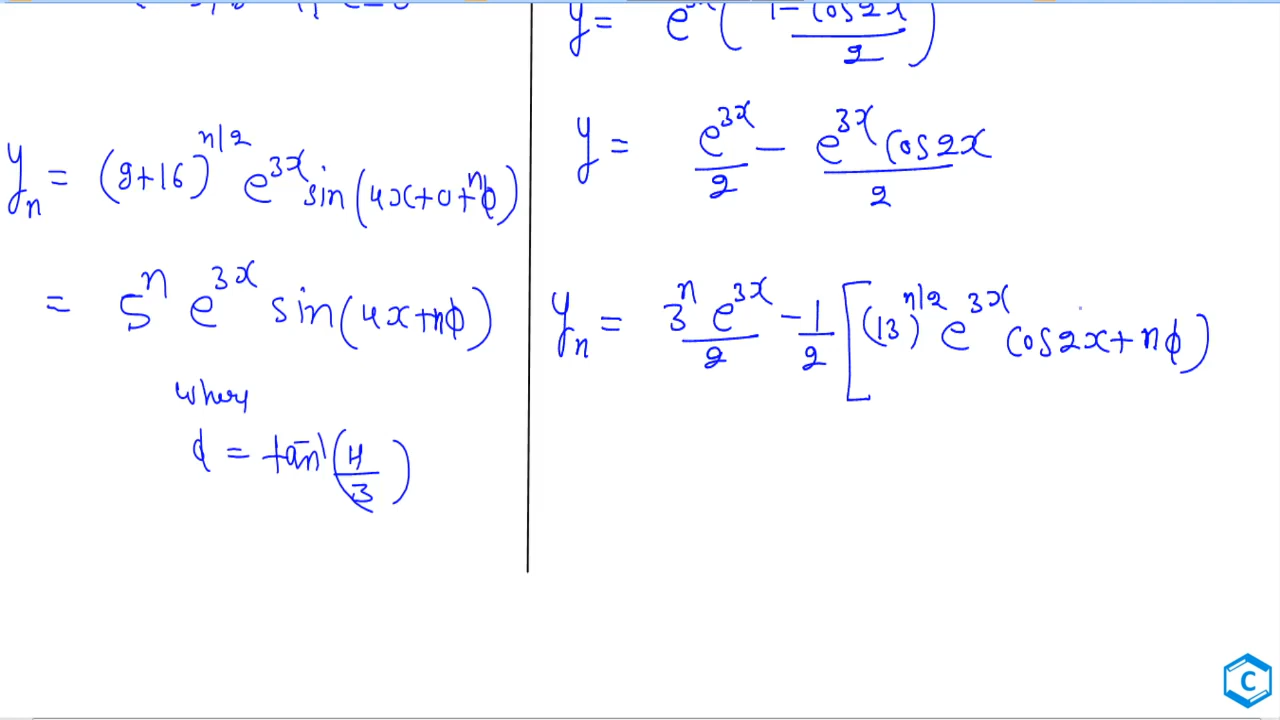 y_n = (9+16)^{n/2} e^{3x} sin(4x+0+nϕ)
= 5^n e^{3x} sin(4x+nϕ)
where
ϕ = tan^{-1}(4/3)
y = e^{3x}((1-cos2x)/2)
y = e^{3x}/2 - e^{3x}cos2x/2
y_n = 3^n e^{3x}/2 - 1/2 [(13)^{n/2} e^{3x} cos2x+nϕ)
C